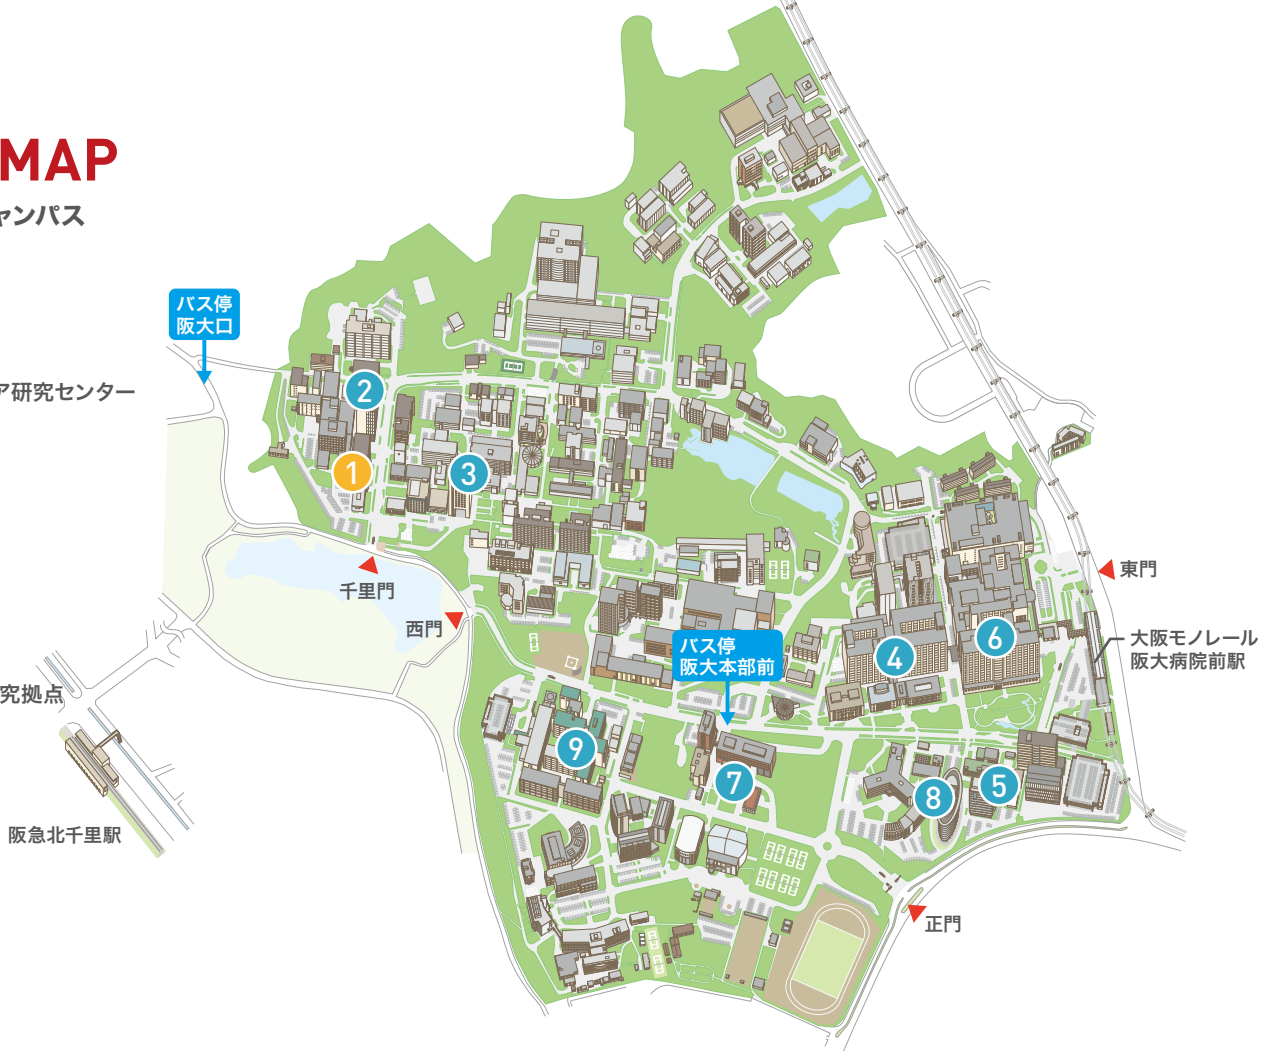 MAP
ャンパス
バス停
阪大口
ア研究センター
2
1
3
千里門
西門
東門
大阪モノレール
阪大病院前駅
バス停
阪大本部前
4
6
究拠点
9
7
8
5
阪急北千里駅
正門